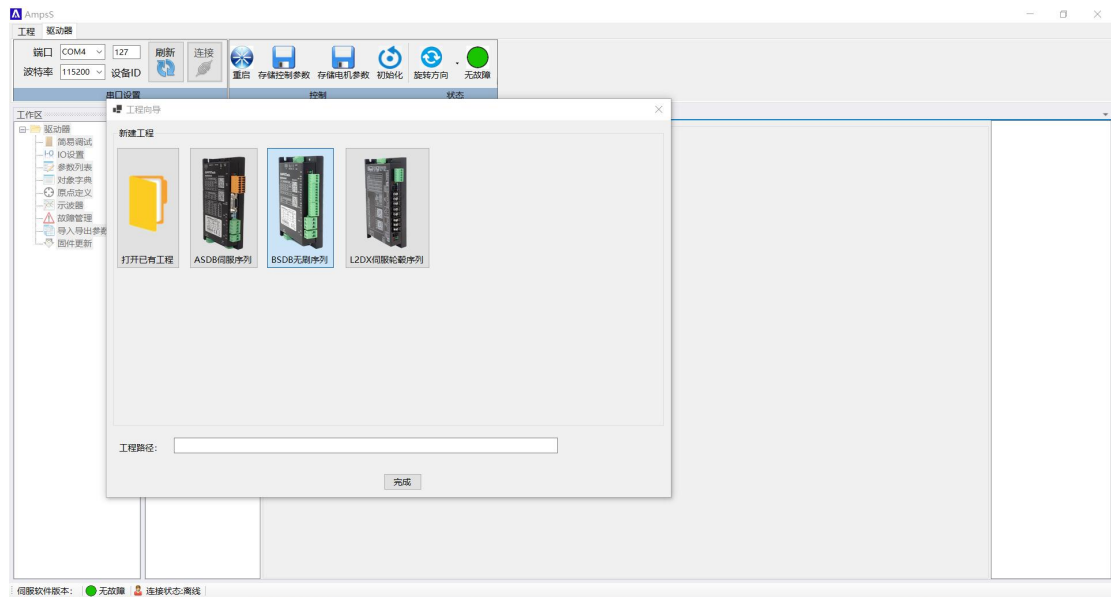 AmpsS
工程 驱动器
端口 COM4 127 刷新 连接
波特率 115200 设备ID
重启 存储控制参数 存储电机参数 初始化 旋转方向 无故障
串口设置 控制 状态
工作区
工程向导
驱动器
简易调试
IO设置
参数列表
对象字典
原点定义
示波器
故障管理
导入导出参数
固件更新
新建工程
打开已有工程 ASDB伺服序列 BSDB无刷序列 L2DX伺服轮毂序列
工程路径:
完成
伺服软件版本: 无故障 连接状态:离线